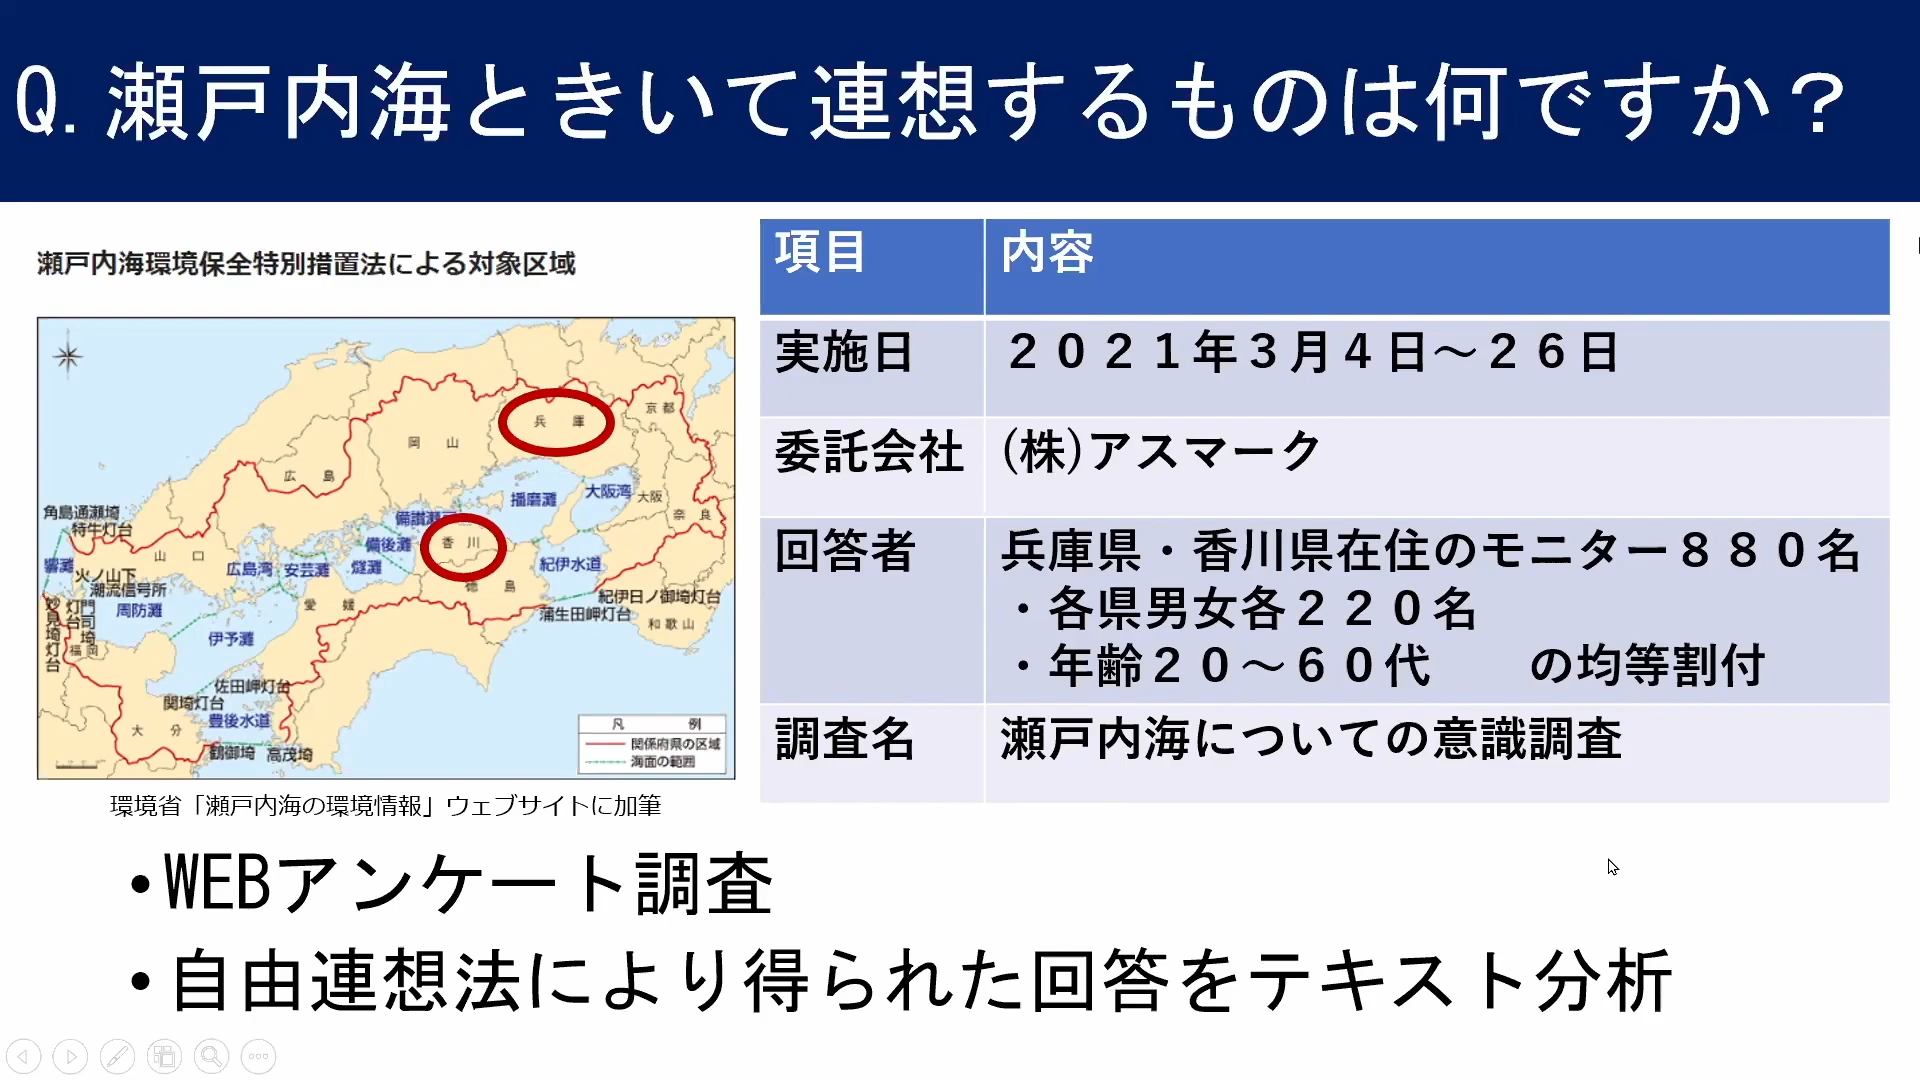 Q.瀬戸内海ときいて連想するものは何ですか？
瀬戸内海環境保全特別措置法による対象区域
兵 庫
京 都
岡 山
広 島
播磨灘
大阪湾
大阪
奈 良
角島通瀬埼
特牛灯台
備讃瀬戸
香 川
備後灘
山 口
響灘
火ノ山下
潮流信号所
広島湾
安芸灘
燧灘
紀伊水道
徳 島
周防灘
妙見埼灯台
門司埼
灯台
愛 媛
紀伊日ノ御埼灯台
蒲生田岬灯台
和歌山
伊予灘
福岡
佐田岬灯台
関埼灯台
豊後水道
大 分
鶴御埼
高茂埼
凡 例
関係府県の区域
海面の範囲
環境省「瀬戸内海の環境情報」ウェブサイトに加筆
項目 内容
実施日 ２０２１年３月４日～２６日
委託会社 (株)アスマーク
回答者 兵庫県・香川県在住のモニター８８０名
・各県男女各２２０名
・年齢２０～６０代　　の均等割付
調査名 瀬戸内海についての意識調査
•WEBアンケート調査
•自由連想法により得られた回答をテキスト分析